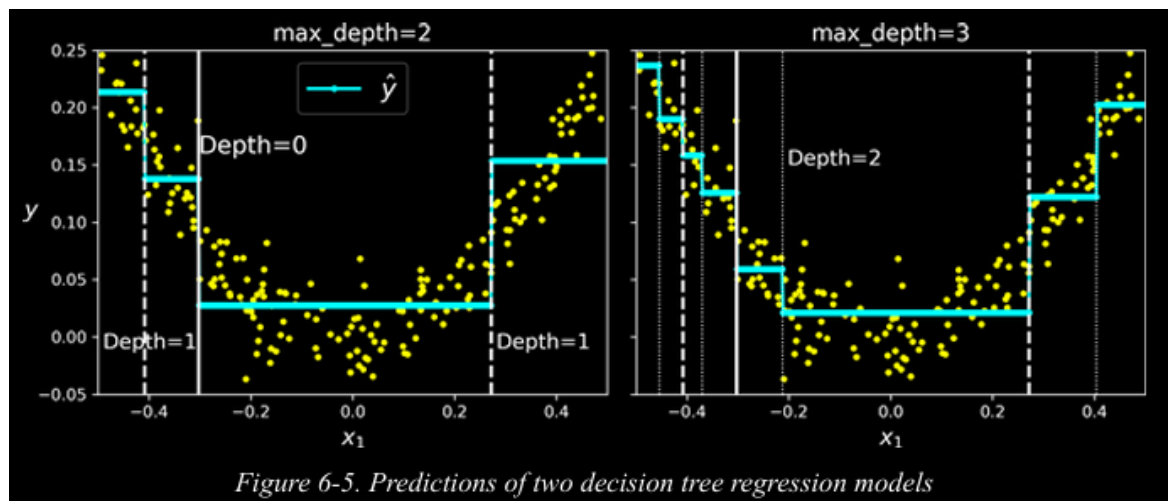 max_depth=2
0.25
0.20
0.15
0.10
0.05
0.00
−0.05
y
ŷ
Depth=0
Depth=1
Depth=1
−0.4
−0.2
0.0
0.2
0.4
x₁
max_depth=3
Depth=2
−0.4
−0.2
0.0
0.2
0.4
x₁
Figure 6-5. Predictions of two decision tree regression models